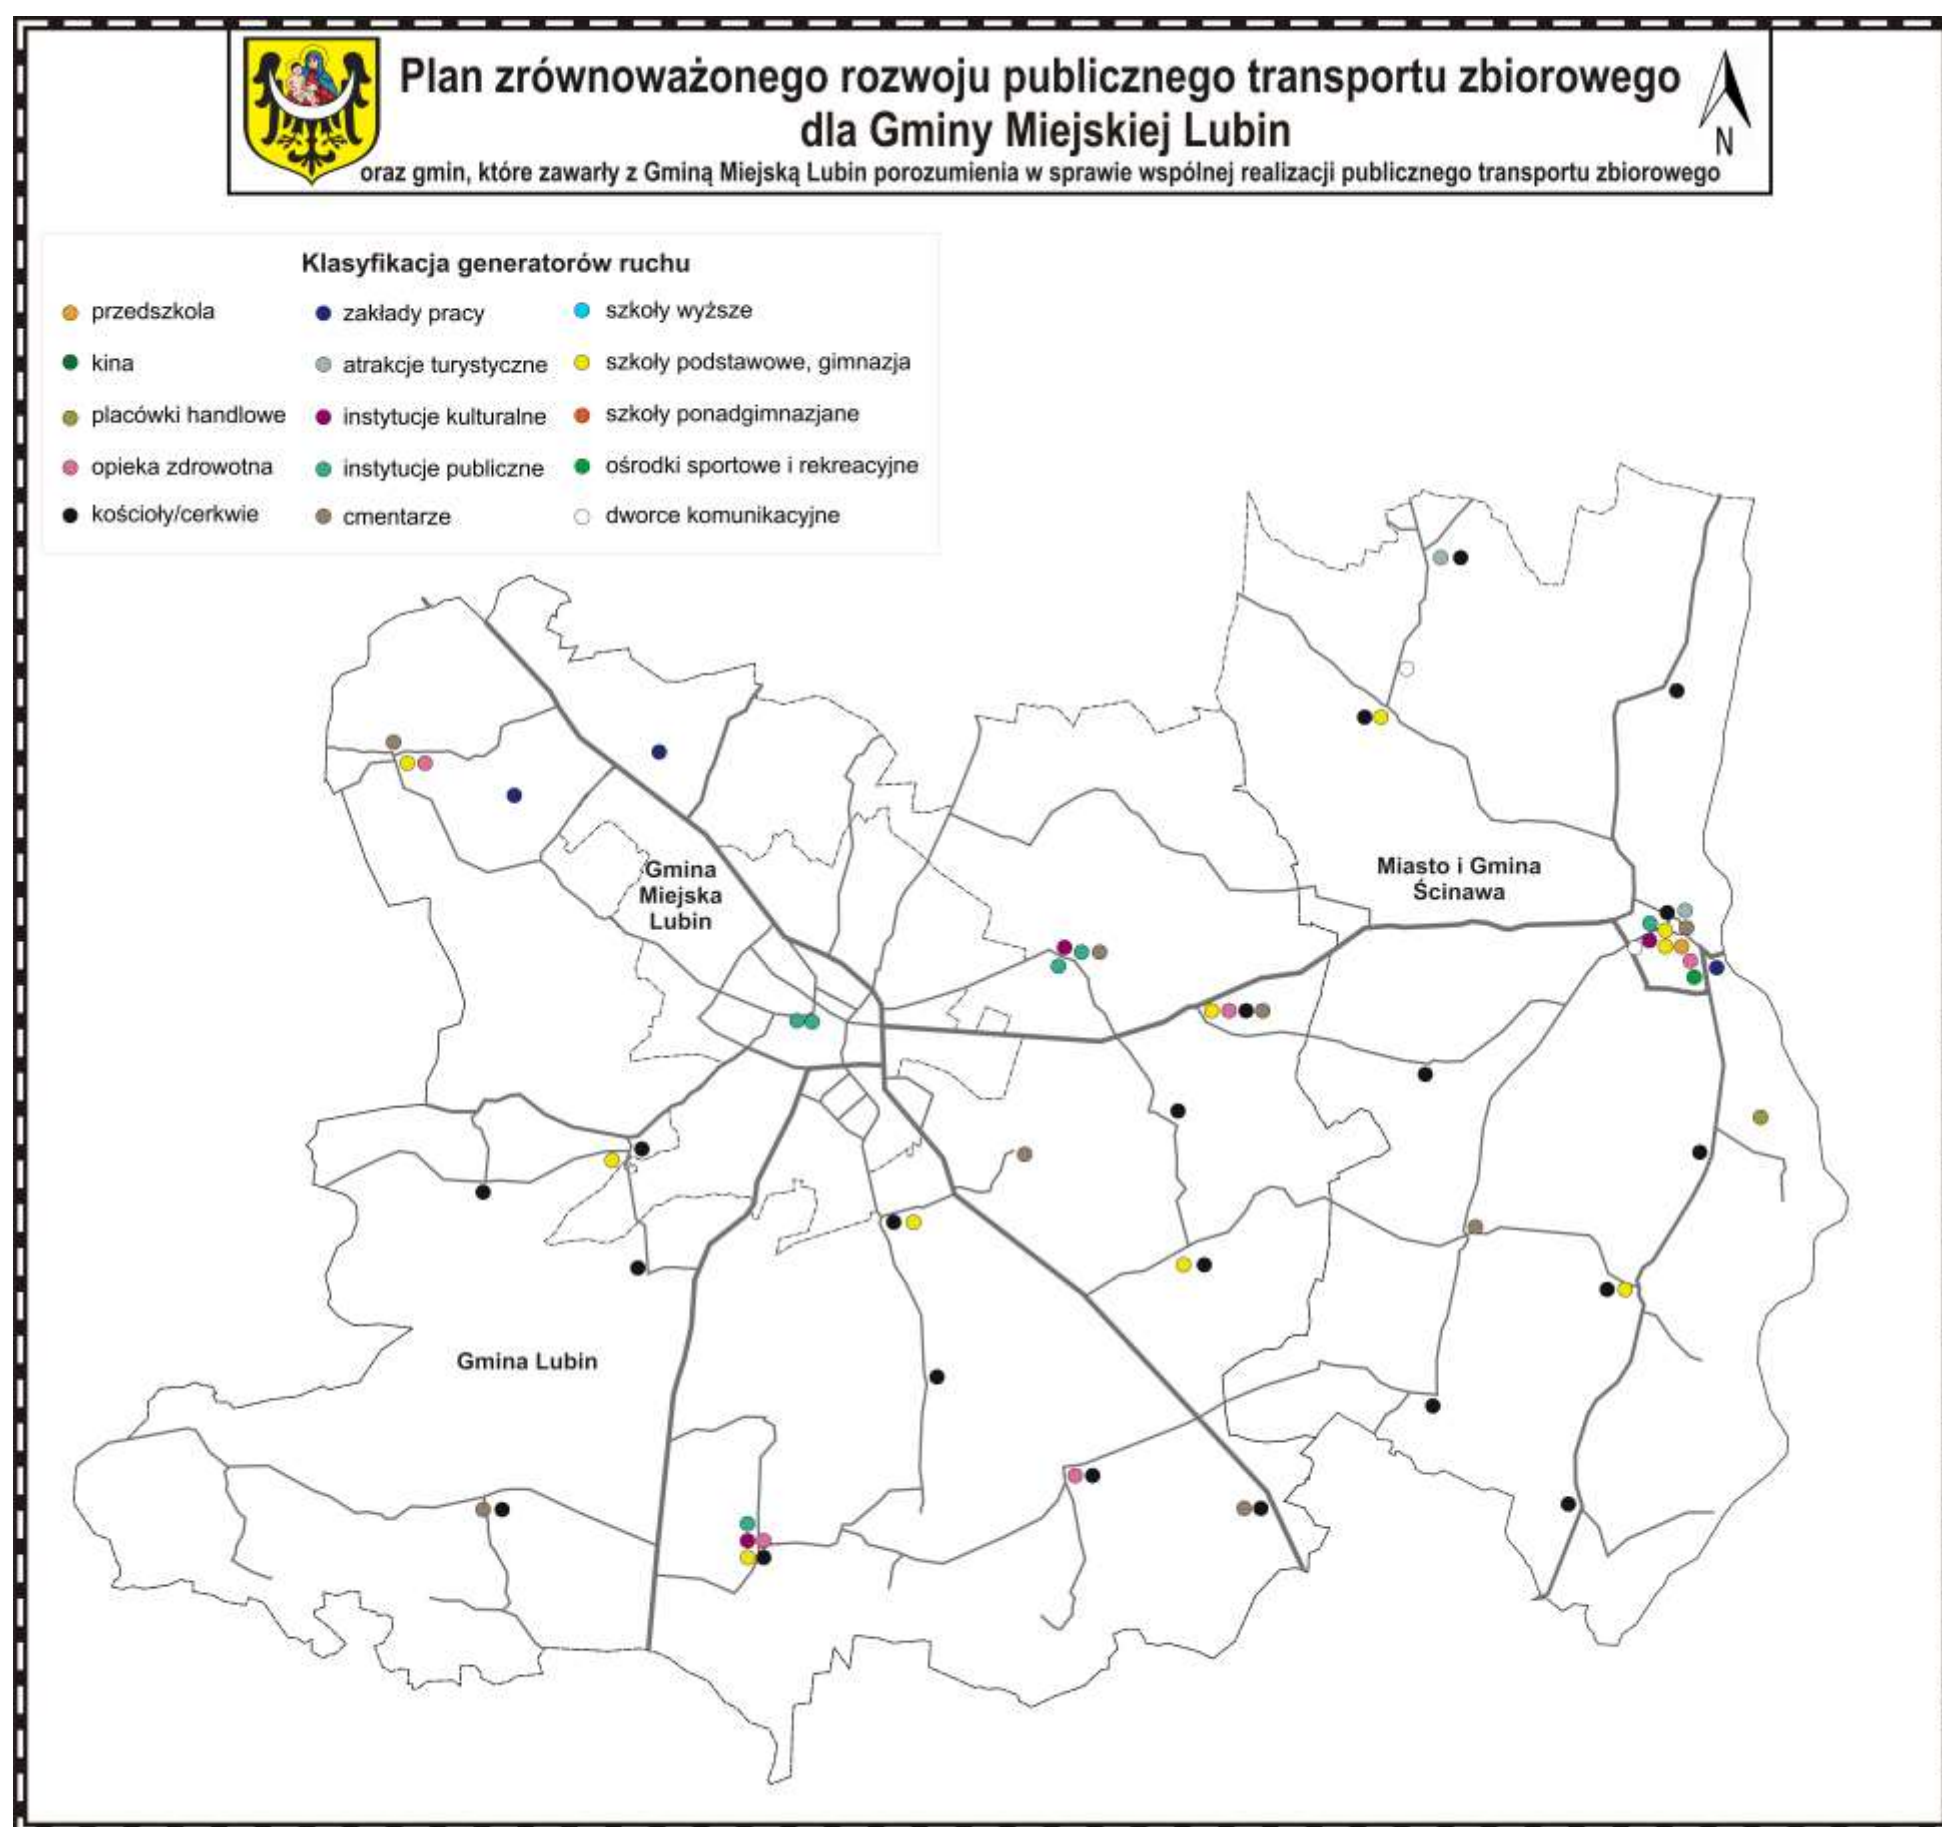 Plan zrównoważonego rozwoju publicznego transportu zbiorowego
dla Gminy Miejskiej Lubin
oraz gmin, które zawarły z Gminą Miejską Lubin porozumienia w sprawie wspólnej realizacji publicznego transportu zbiorowego
N
Klasyfikacja generatorów ruchu
przedszkola
zakłady pracy
szkoły wyższe
kina
atrakcje turystyczne
szkoły podstawowe, gimnazja
placówki handlowe
instytucje kulturalne
szkoły ponadgimnazjane
opieka zdrowotna
instytucje publiczne
ośrodki sportowe i rekreacyjne
kościoły/cerkwie
cmentarze
dworce komunikacyjne
Gmina
Miejska
Lubin
Miasto i Gmina
Ścinawa
Gmina Lubin